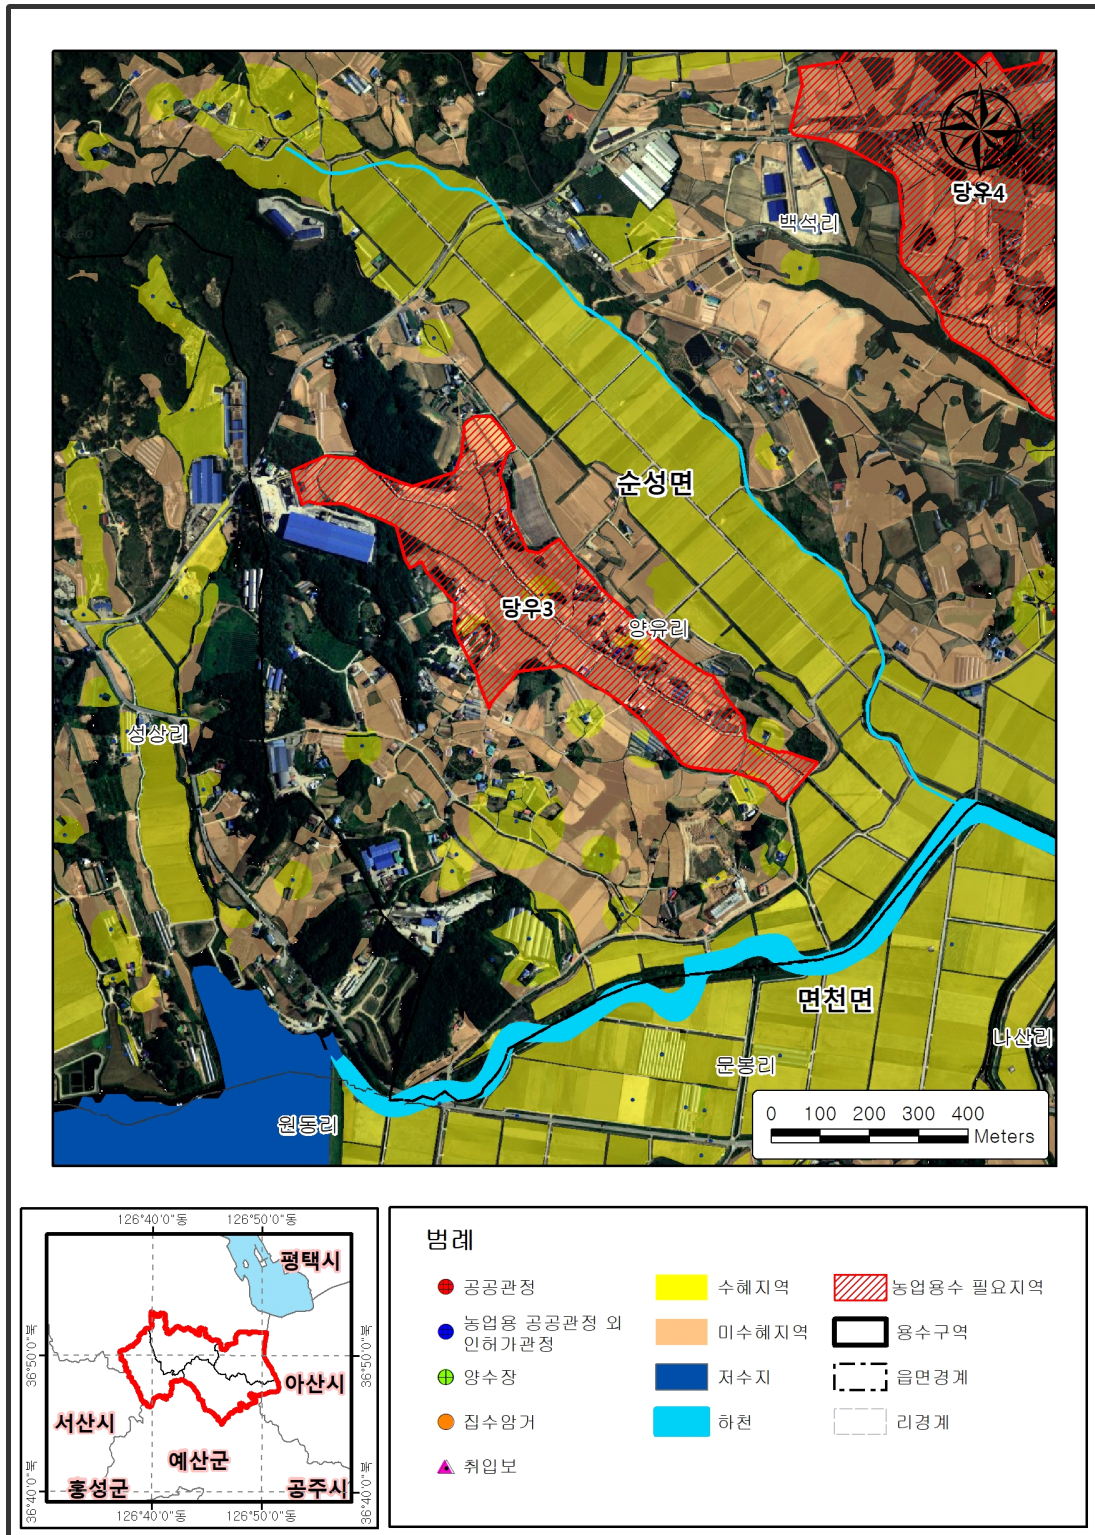 N
W E
당우4
백석리
순성면
당우3
양유리
성상리
면천면
나산리
문봉리
원동리
0 100 200 300 400
Meters
126°40'0"동 126°50'0"동
평택시
36°50'0"북 36°50'0"북
아산시
서산시
예산군
홍성군 공주시
36°40'0"북 36°40'0"북
126°40'0"동 126°50'0"동
범례
공공관정
농업용 공공관정 외
인허가관정
양수장
집수암거
취입보
수혜지역
미수혜지역
저수지
하천
농업용수 필요지역
용수구역
읍면경계
리경계